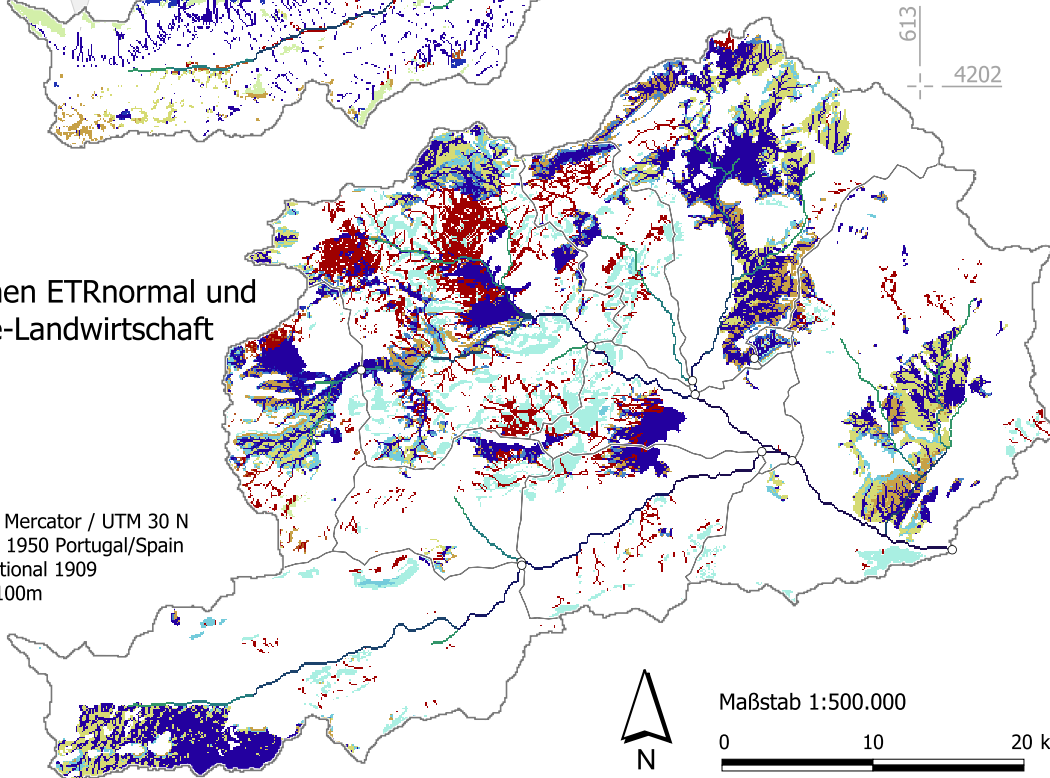 613
4202
en ETRnormal und
e-Landwirtschaft
Mercator / UTM 30 N
1950 Portugal/Spain
tional 1909
100m
Maßstab 1:500.000
N
0 10 20 k